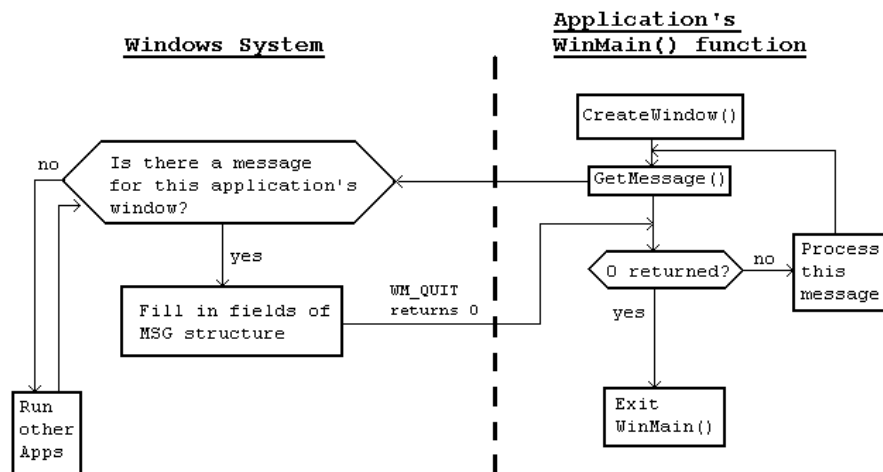 Windows System
Application's
WinMain() function
CreateWindow()
GetMessage()
Is there a message
for this application's
window?
no
yes
Fill in fields of
MSG structure
WM_QUIT
returns 0
0 returned?
no
yes
Process
this
message
Run
other
Apps
Exit
WinMain()